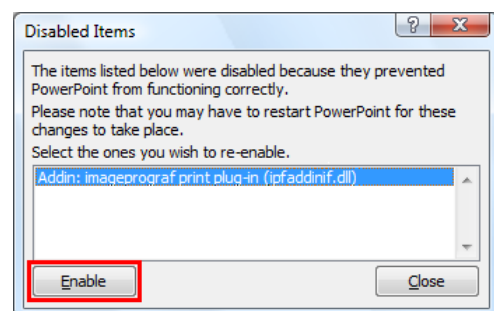 Disabled Items
The items listed below were disabled because they prevented
PowerPoint from functioning correctly.
Please note that you may have to restart PowerPoint for these
changes to take place.
Select the ones you wish to re-enable.
Addin: imageprograf print plug-in (ipfaddinif.dll)
Enable
Close